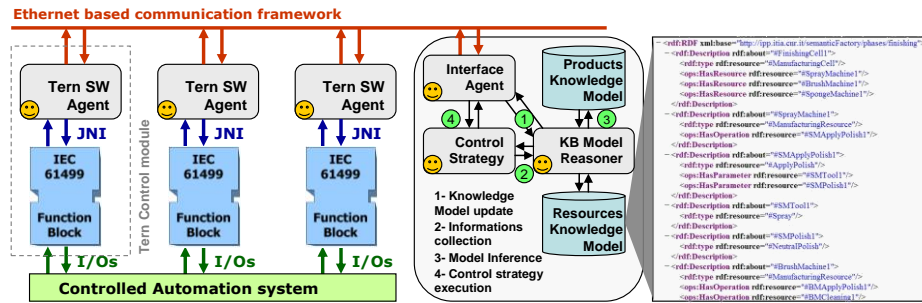 Ethernet based communication framework
Tern SW
Agent
JNI
IEC
61499
Function
Block
I/Os
Tern Control module
Tern SW
Agent
JNI
IEC
61499
Function
Block
I/Os
Tern SW
Agent
JNI
IEC
61499
Function
Block
I/Os
Controlled Automation system
Interface
Agent
Products
Knowledge
Model
4
1
3
Control
Strategy
KB Model
Reasoner
2
1- Knowledge
Model update
2- Informations
collection
3- Model Inference
4- Control strategy
execution
Resources
Knowledge
Model
− <rdf:RDF xml:base="http://ipp.itia.cnr.it/semanticFactory/phases/finishing">
− <rdf:Description rdf:about="#FinishingCell1">
<rdf:type rdf:resource="#ManufacturingCell"/>
<ops:HasResource rdf:resource="#SprayMachine1"/>
<ops:HasResource rdf:resource="#BrushMachine1"/>
<ops:HasResource rdf:resource="#SpongeMachine1"/>
</rdf:Description>
− <rdf:Description rdf:about="#SprayMachine1">
<rdf:type rdf:resource="#ManufacturingResource"/>
<ops:HasOperation rdf:resource="#SMApplyPolish1"/>
</rdf:Description>
− <rdf:Description rdf:about="#SMApplyPolish1">
<rdf:type rdf:resource="#ApplyPolish"/>
<ops:HasParameter rdf:resource="#SMTool1"/>
<ops:HasParameter rdf:resource="#SMPolish1"/>
</rdf:Description>
− <rdf:Description rdf:about="#SMTool1">
<rdf:type rdf:resource="#Spray"/>
</rdf:Description>
− <rdf:Description rdf:about="#SMPolish1">
<rdf:type rdf:resource="#NeutralPolish"/>
</rdf:Description>
− <rdf:Description rdf:about="#BrushMachine1">
<rdf:type rdf:resource="#ManufacturingResource"/>
<ops:HasOperation rdf:resource="#BMApplyPolish1"/>
<ops:HasOperation rdf:resource="#BMCleaning1"/>